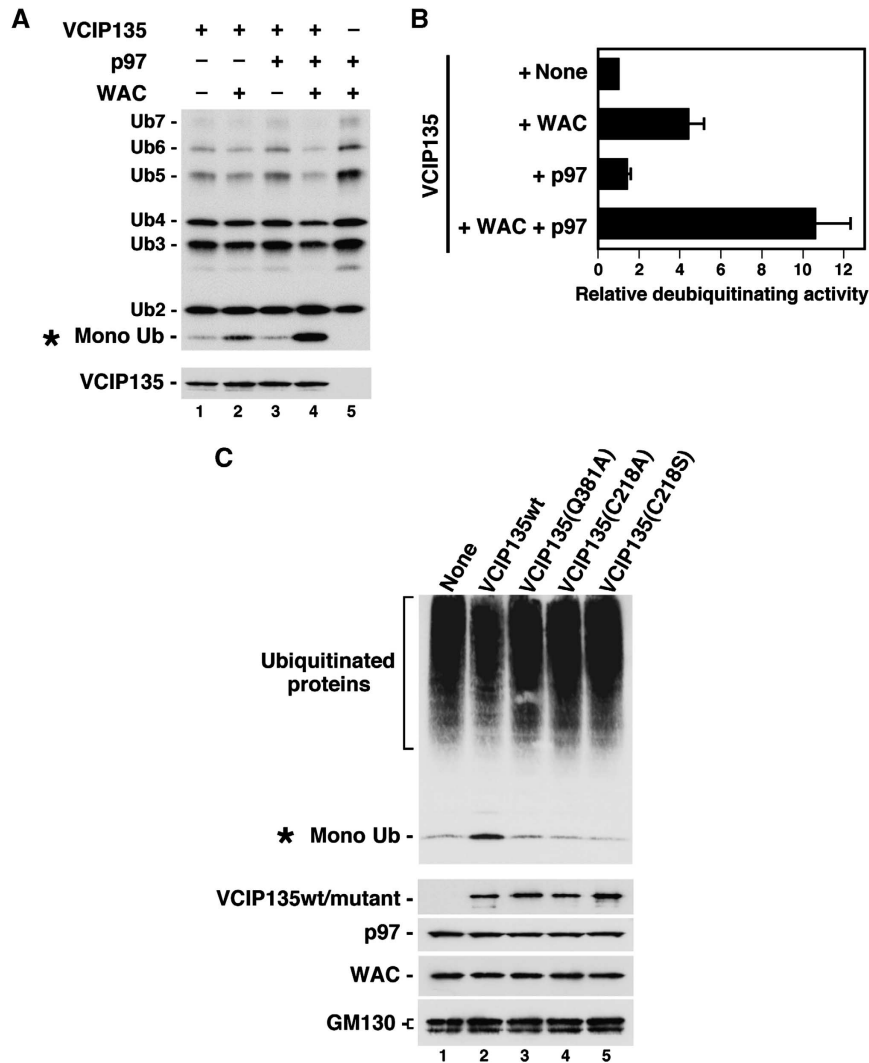 A
VCIP135 + + + + –
p97 – – + + +
WAC – + – + +
Ub7 -
Ub6 -
Ub5 -
Ub4 -
Ub3 -
Ub2 -
* Mono Ub -
VCIP135 -
1 2 3 4 5
B
VCIP135
+ None
+ WAC
+ p97
+ WAC + p97
0 2 4 6 8 10 12
Relative deubiquitinating activity
C
None
VCIP135wt
VCIP135(Q381A)
VCIP135(C218A)
VCIP135(C218S)
Ubiquitinated
proteins
* Mono Ub -
VCIP135wt/mutant -
p97 -
WAC -
GM130 -
1 2 3 4 5